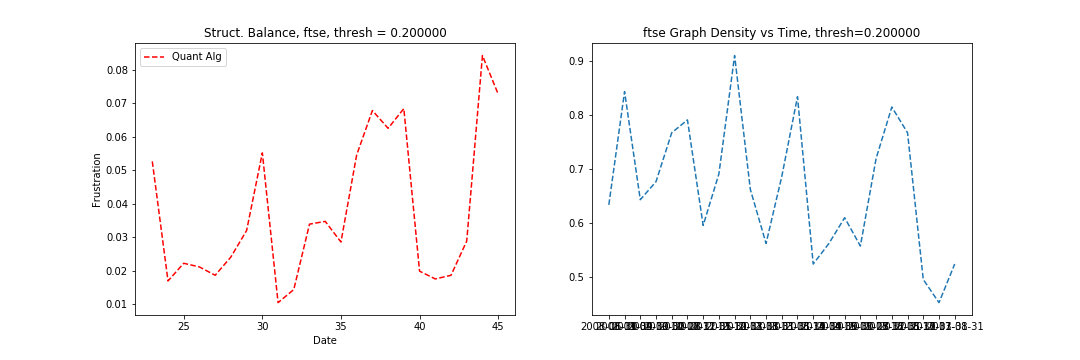 Struct. Balance, ftse, thresh = 0.200000
Quant Alg
Frustration
0.08
0.07
0.06
0.05
0.04
0.03
0.02
0.01
25 30 35 40 45
Date
ftse Graph Density vs Time, thresh=0.200000
0.9
0.8
0.7
0.6
0.5